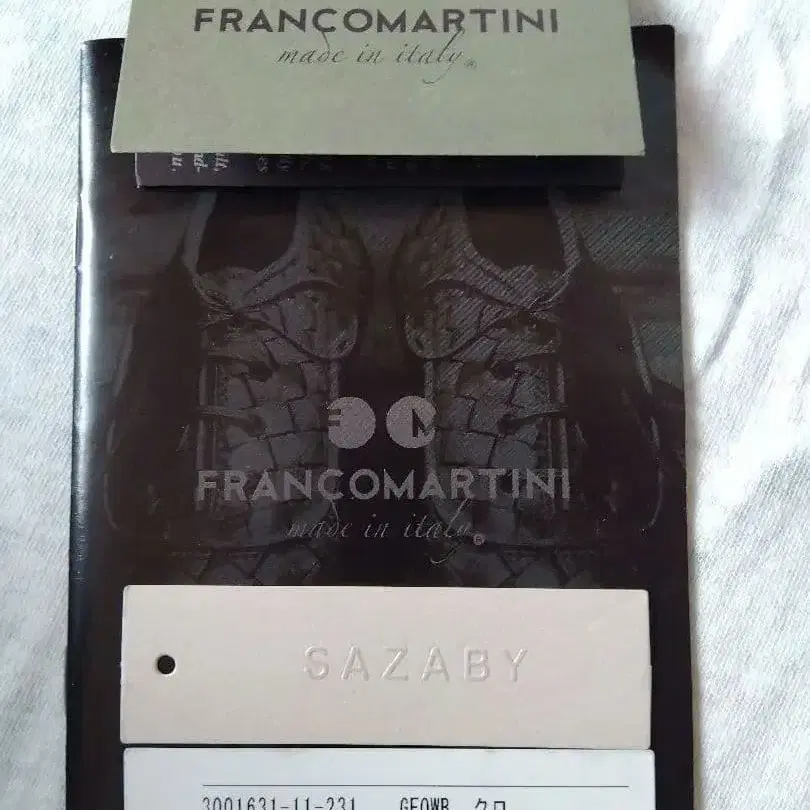 FRANCOMARTINI
made in italy®
FRANCOMARTINI
made in italy®
SAZABY
3001631-11-231 GEOWB クロ